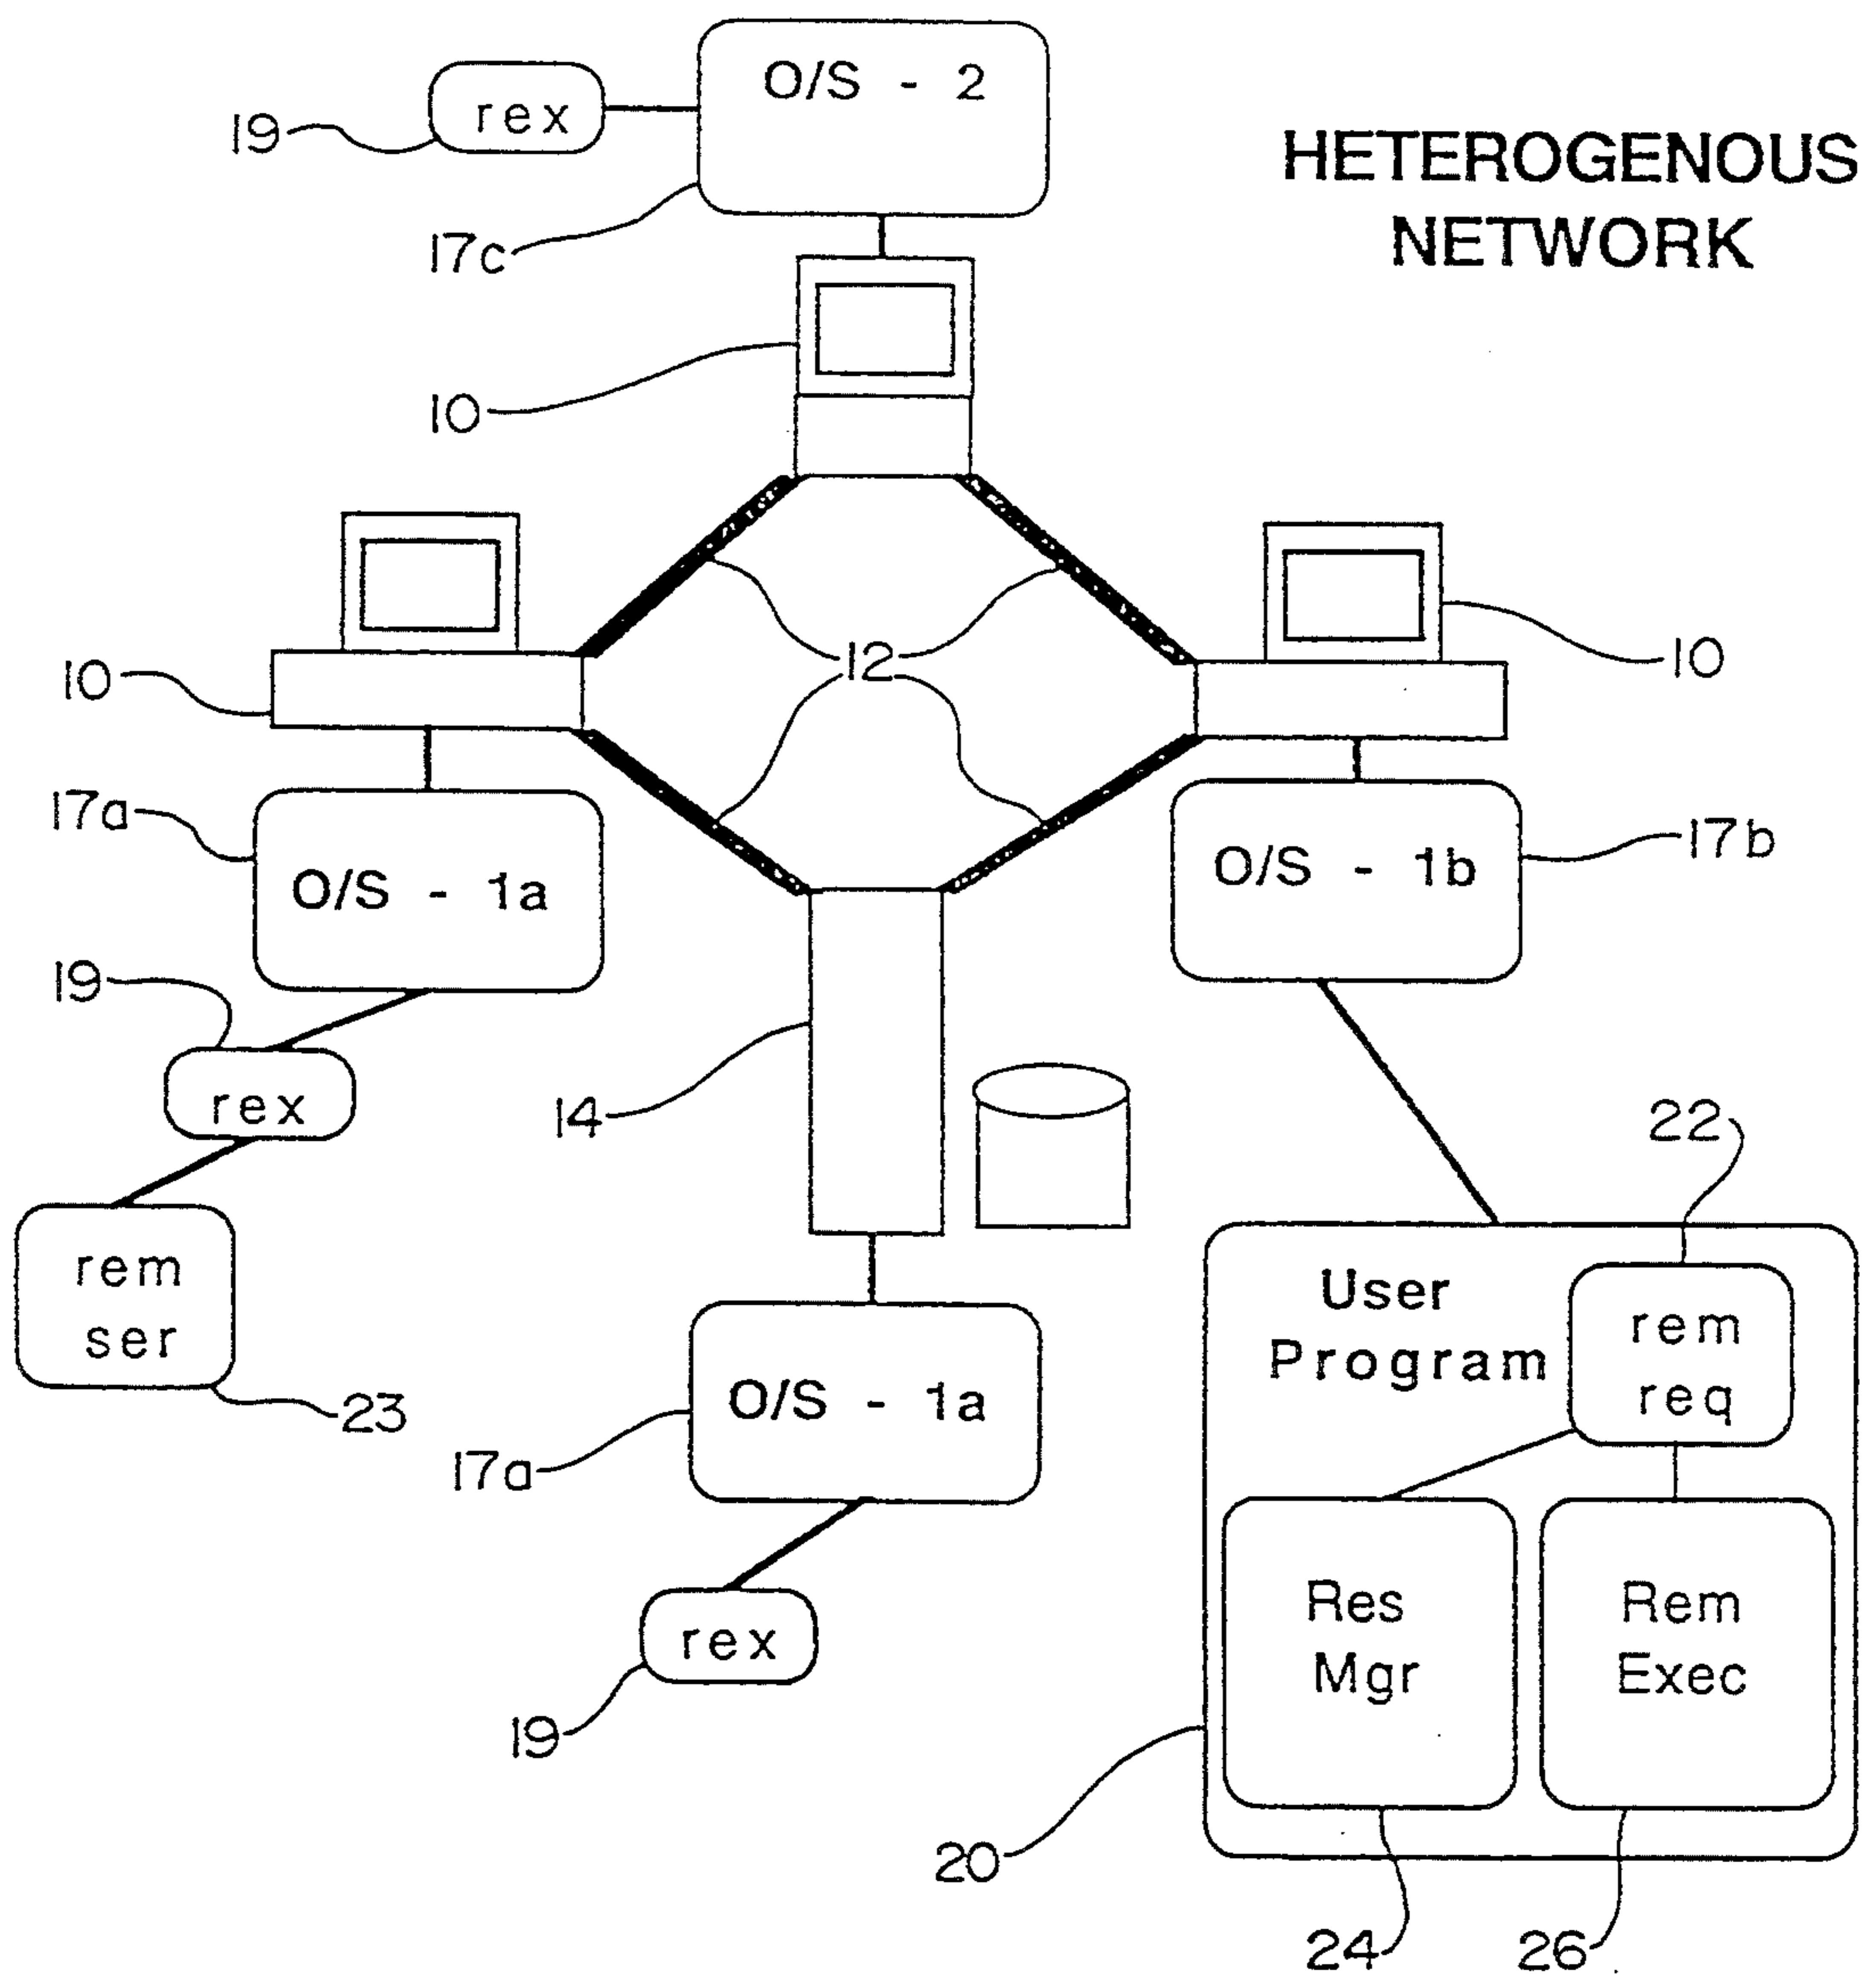 O/S - 2
rex
19
HETEROGENOUS
NETWORK
17c
10
10
12
10
17a
O/S - 1a
O/S - 1b
17b
19
rex
14
22
rem
ser
23
User
Program
rem
req
O/S - 1a
17a
Res
Mgr
Rem
Exec
rex
19
20
24
26